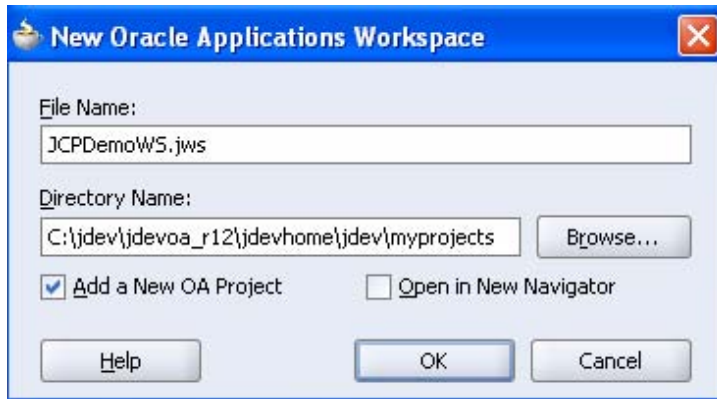 New Oracle Applications Workspace
File Name:
JCPDemoWS.jws
Directory Name:
C:\jdev\jdevoa_r12\jdevhome\jdev\myprojects Browse...
Add a New OA Project Open in New Navigator
Help OK Cancel